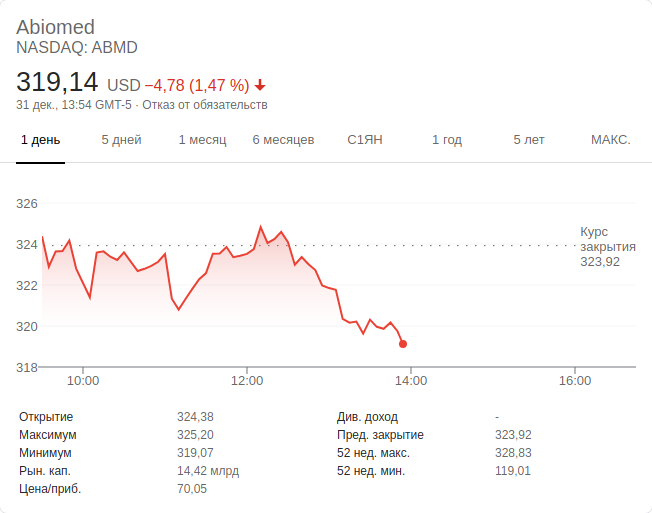 Abiomed
NASDAQ: ABMD
319,14 USD −4,78 (1,47 %)
31 дек., 13:54 GMT-5 · Отказ от обязательств
1 день 5 дней 1 месяц 6 месяцев С1ЯН 1 год 5 лет МАКС.
326
324
322
320
318
Курс
закрытия
323,92
10:00 12:00 14:00 16:00
Открытие 324,38
Максимум 325,20
Минимум 319,07
Рын. кап. 14,42 млрд
Цена/приб. 70,05
Див. доход -
Пред. закрытие 323,92
52 нед. макс. 328,83
52 нед. мин. 119,01